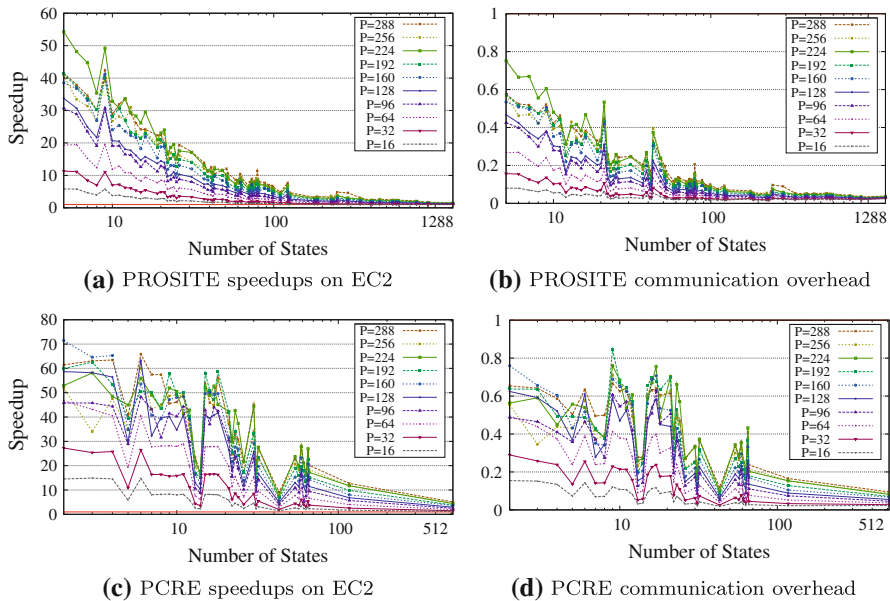 60
50
40
30
20
10
0
Speedup
P=288
P=256
P=224
P=192
P=160
P=128
P=96
P=64
P=32
P=16
10
100
1288
Number of States
(a) PROSITE speedups on EC2
1
0.8
0.6
0.4
0.2
0
Speedup
P=288
P=256
P=224
P=192
P=160
P=128
P=96
P=64
P=32
P=16
10
100
1288
Number of States
(b) PROSITE communication overhead
80
70
60
50
40
30
20
10
0
Speedup
P=288
P=256
P=224
P=192
P=160
P=128
P=96
P=64
P=32
P=16
10
100
512
Number of States
(c) PCRE speedups on EC2
1
0.8
0.6
0.4
0.2
0
Speedup
P=288
P=256
P=224
P=192
P=160
P=128
P=96
P=64
P=32
P=16
10
100
512
Number of States
(d) PCRE communication overhead